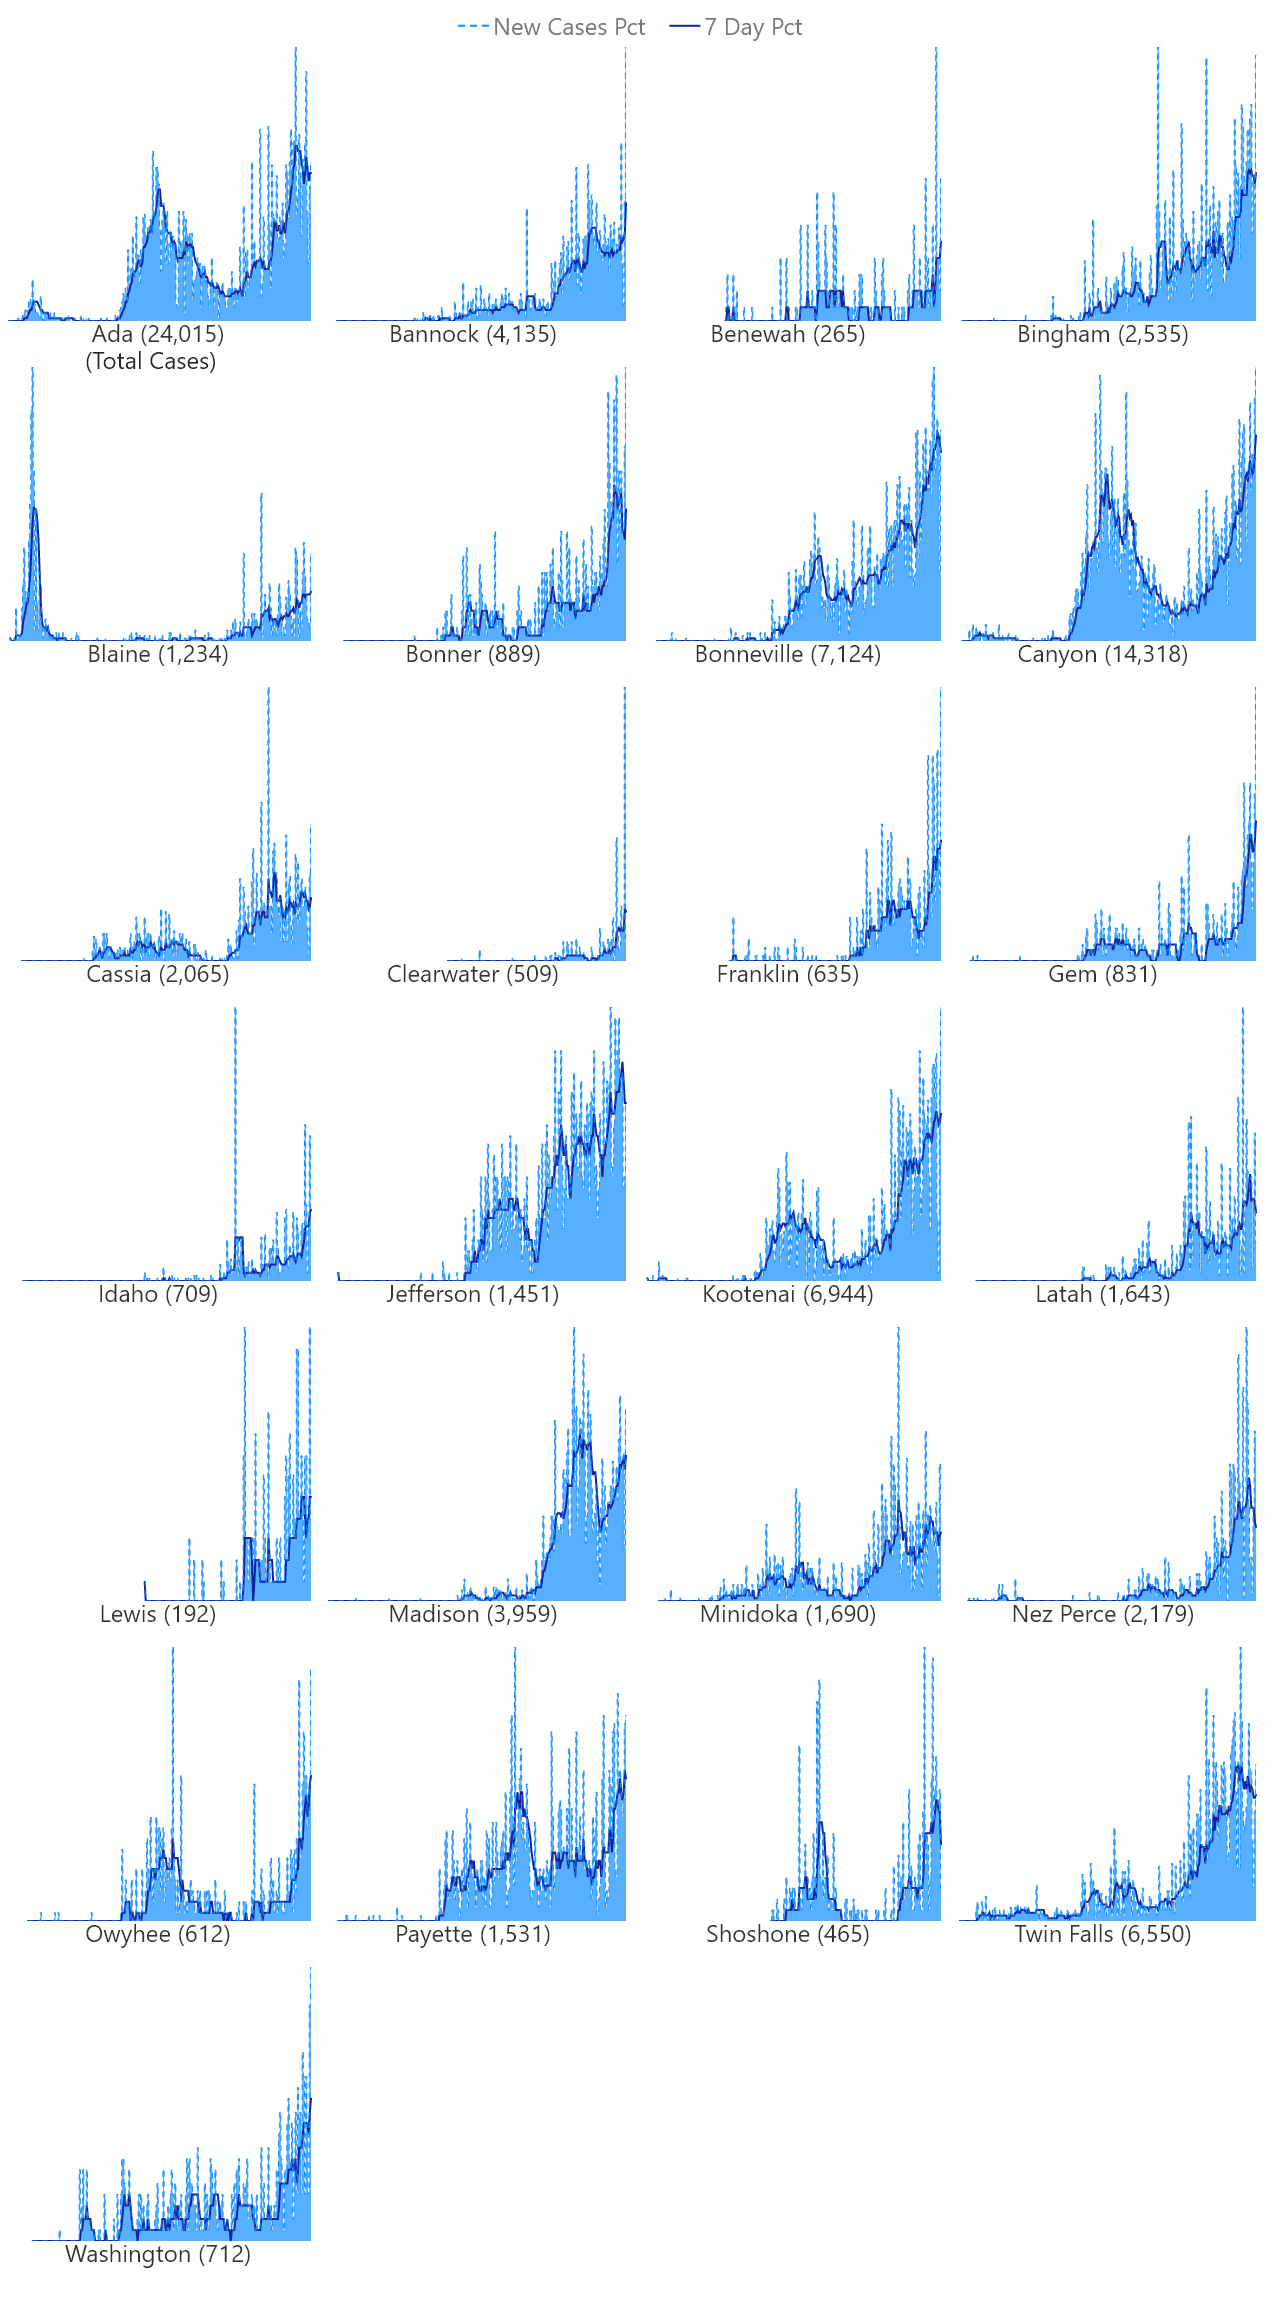 New Cases Pct 7 Day Pct
Ada (24,015) Bannock (4,135) Benewah (265) Bingham (2,535)
(Total Cases)
Blaine (1,234) Bonner (889) Bonneville (7,124) Canyon (14,318)
Cassia (2,065) Clearwater (509) Franklin (635) Gem (831)
Idaho (709) Jefferson (1,451) Kootenai (6,944) Latah (1,643)
Lewis (192) Madison (3,959) Minidoka (1,690) Nez Perce (2,179)
Owyhee (612) Payette (1,531) Shoshone (465) Twin Falls (6,550)
Washington (712)